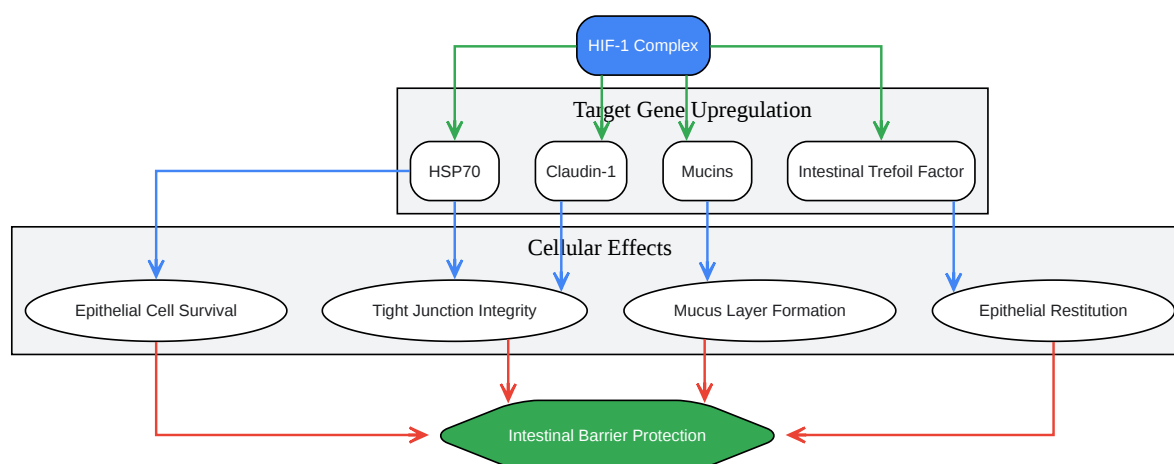 HIF-1 Complex
Target Gene Upregulation
HSP70
Claudin-1
Mucins
Intestinal Trefoil Factor
Cellular Effects
Epithelial Cell Survival
Tight Junction Integrity
Mucus Layer Formation
Epithelial Restitution
Intestinal Barrier Protection